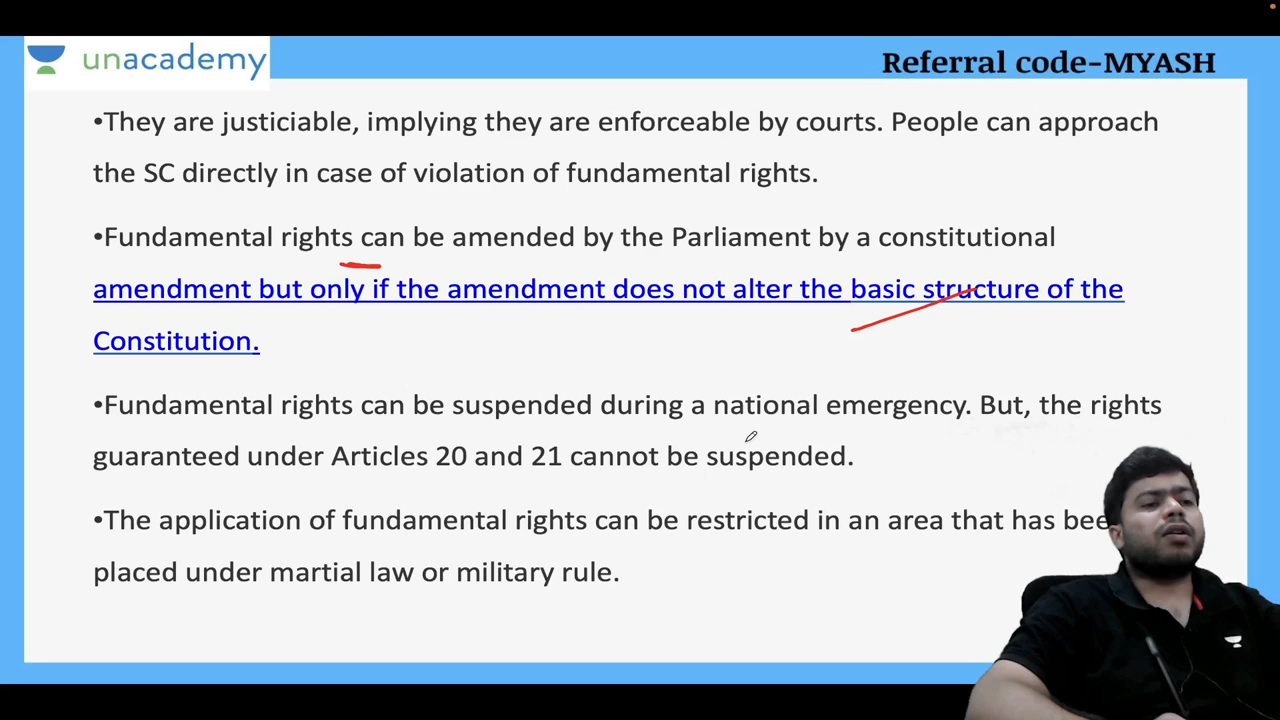 unacademy
Referral code-MYASH
•They are justiciable, implying they are enforceable by courts. People can approach
the SC directly in case of violation of fundamental rights.
•Fundamental rights can be amended by the Parliament by a constitutional
amendment but only if the amendment does not alter the basic structure of the
Constitution.
•Fundamental rights can be suspended during a national emergency. But, the rights
guaranteed under Articles 20 and 21 cannot be suspended.
•The application of fundamental rights can be restricted in an area that has bee
placed under martial law or military rule.